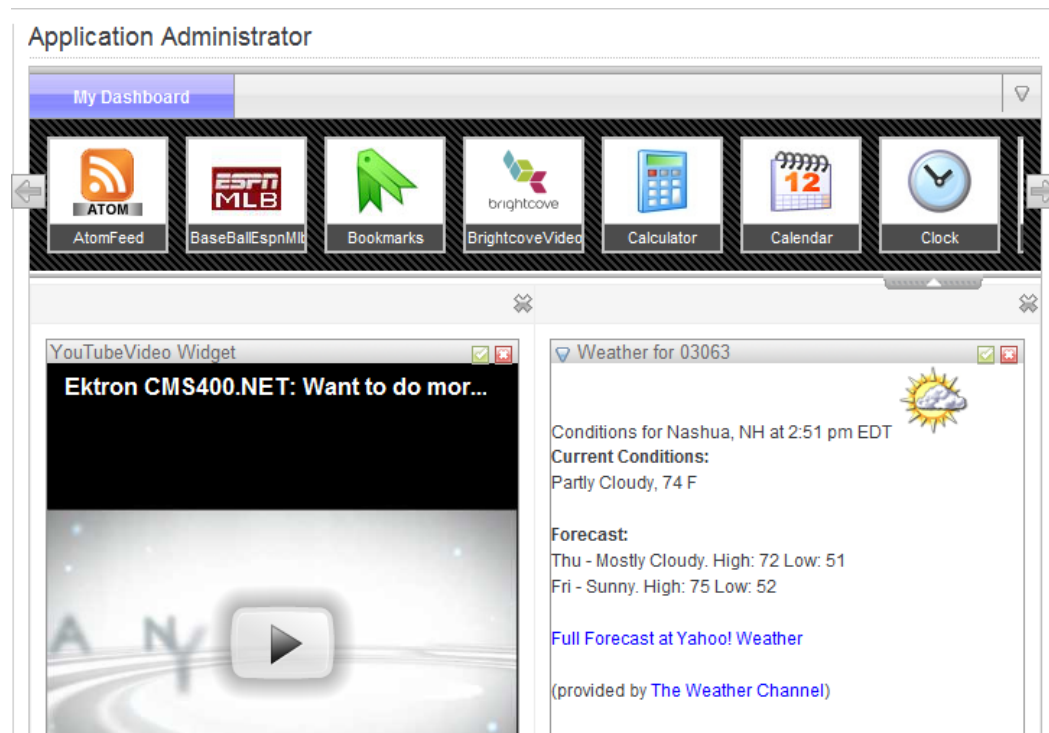 Application Administrator
My Dashboard
ATOM
ESPN
MLB
brightcove
12
AtomFeed
BaseBallEspnMlb
Bookmarks
BrightcoveVideo
Calculator
Calendar
Clock
YouTubeVideo Widget
Ektron CMS400.NET: Want to do mor...
A N Y
Weather for 03063
Conditions for Nashua, NH at 2:51 pm EDT
Current Conditions:
Partly Cloudy, 74 F
Forecast:
Thu - Mostly Cloudy. High: 72 Low: 51
Fri - Sunny. High: 75 Low: 52
Full Forecast at Yahoo! Weather
(provided by The Weather Channel)